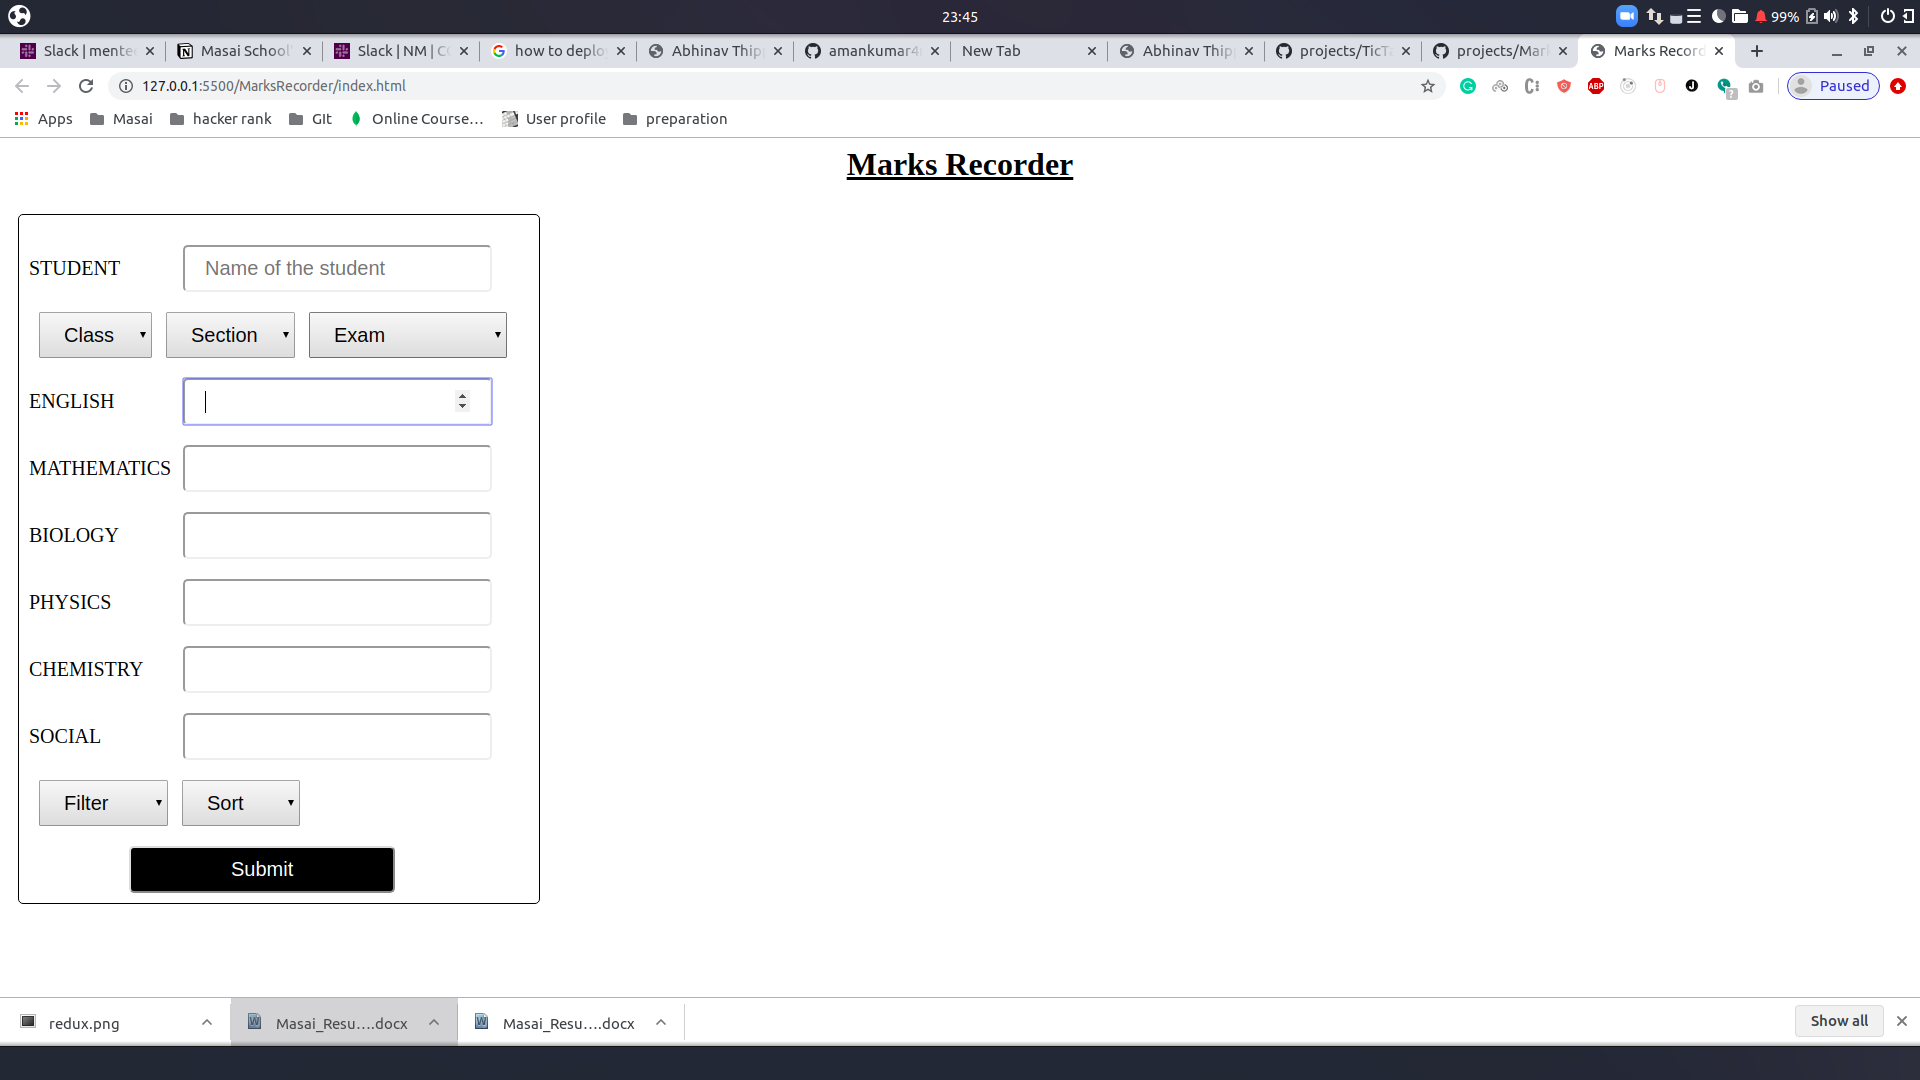 23:45
99%
Slack | mente
Masai School
Slack | NM | C
how to deplo
Abhinav Thip
amankumar4
New Tab
Abhinav Thip
projects/TicT
projects/Mar
Marks Record
127.0.0.1:5500/MarksRecorder/index.html
ABP
Paused
Apps
Masai
hacker rank
GIt
Online Course...
User profile
preparation
Marks Recorder
STUDENT
Name of the student
Class
Section
Exam
ENGLISH
MATHEMATICS
BIOLOGY
PHYSICS
CHEMISTRY
SOCIAL
Filter
Sort
Submit
redux.png
Masai_Resu....docx
Masai_Resu....docx
Show all